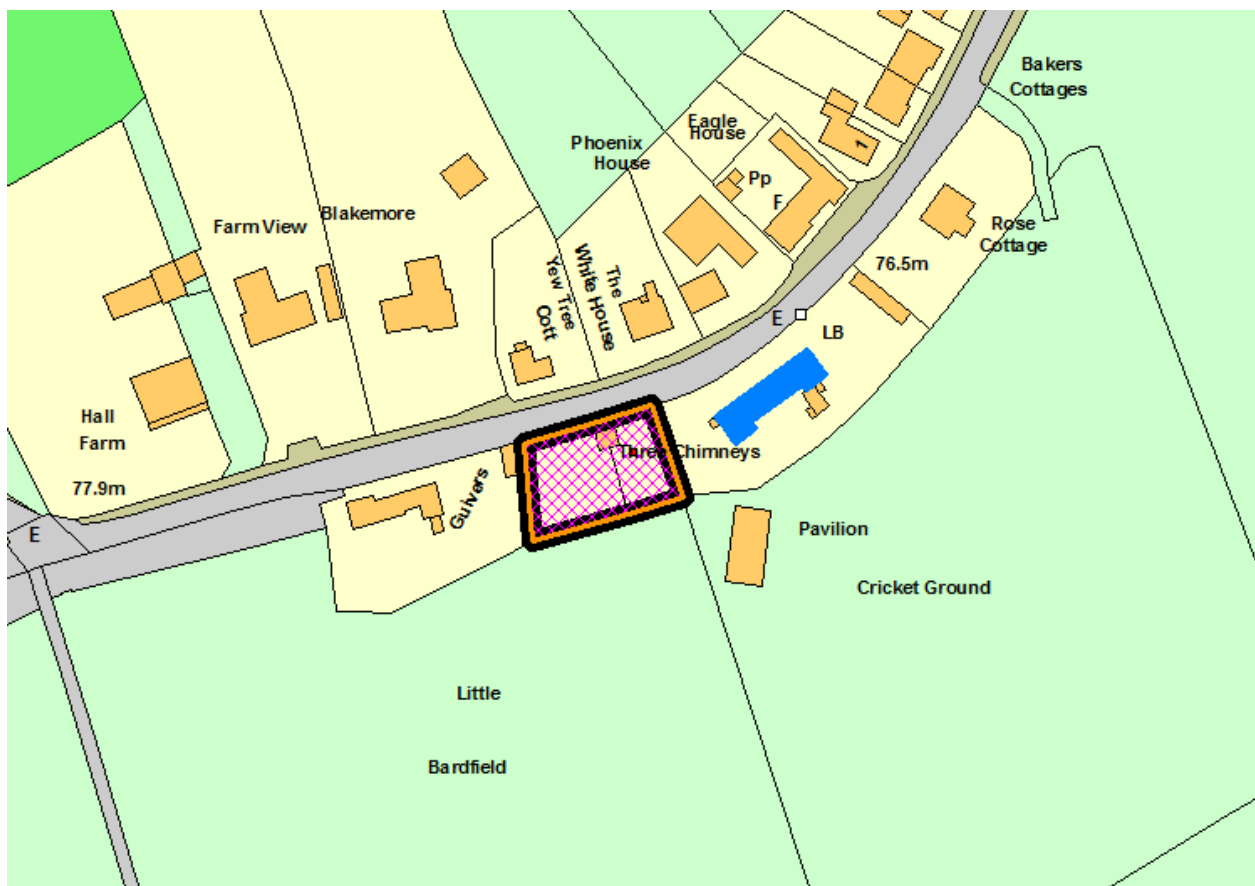 Bakers
Cottages
Eagle
House
Phoenix
House
1
Pp
F
Farm View
Blakemore
Rose
Cottage
76.5m
The
White House
Yew Tree
Cott
E
LB
Hall
Farm
Three Chimneys
77.9m
Gulvers
E
Pavilion
Cricket Ground
Little
Bardfield